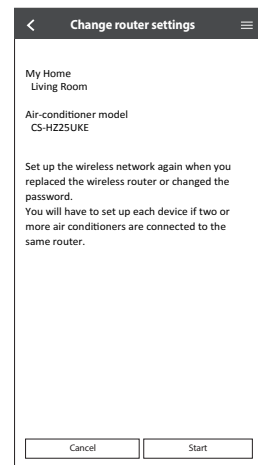 Change router settings
My Home
Living Room
Air-conditioner model
CS-HZ25UKE
Set up the wireless network again when you
replaced the wireless router or changed the
password.
You will have to set up each device if two or
more air conditioners are connected to the
same router.
Cancel
Start